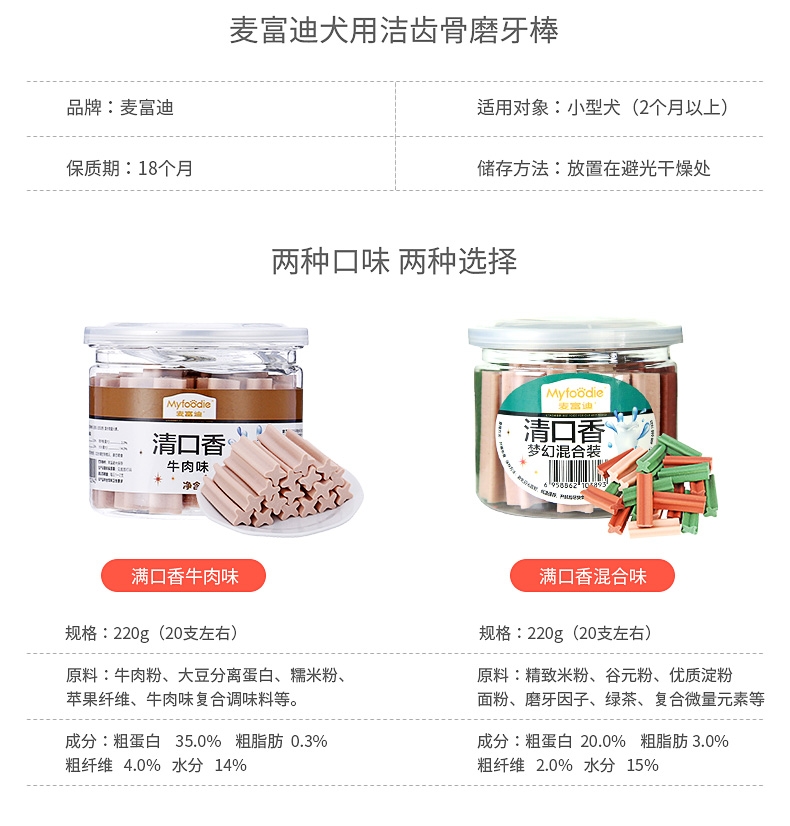 麦富迪犬用洁齿骨磨牙棒
品牌：麦富迪
适用对象：小型犬（2个月以上）
保质期：18个月
储存方法：放置在避光干燥处
两种口味 两种选择
Myfoodie
麦富迪
清口香
牛肉味
净含
Myfoodie
麦富迪
清口香
梦幻混合装
满口香牛肉味
满口香混合味
规格：220g（20支左右）
规格：220g（20支左右）
原料：牛肉粉、大豆分离蛋白、糯米粉、
苹果纤维、牛肉味复合调味料等。
原料：精致米粉、谷元粉、优质淀粉
面粉、磨牙因子、绿茶、复合微量元素等
成分：粗蛋白 35.0% 粗脂肪 0.3%
粗纤维 4.0% 水分 14%
成分：粗蛋白 20.0% 粗脂肪 3.0%
粗纤维 2.0% 水分 15%